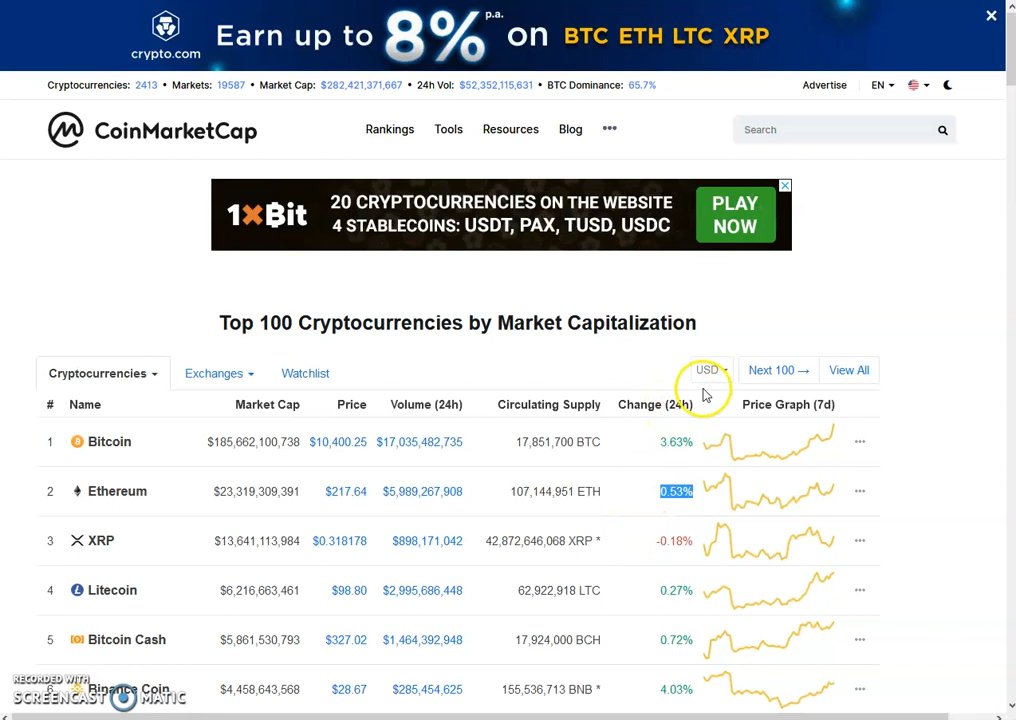 crypto.com
Earn up to 8% p.a. on BTC ETH LTC XRP
Cryptocurrencies: 2413 • Markets: 19587 • Market Cap: $282,421,371,667 • 24h Vol: $52,352,115,631 • BTC Dominance: 65.7%
Advertise EN
CoinMarketCap
Rankings Tools Resources Blog •••
Search
1XBit
20 CRYPTOCURRENCIES ON THE WEBSITE
4 STABLECOINS: USDT, PAX, TUSD, USDC
PLAY
NOW
Top 100 Cryptocurrencies by Market Capitalization
Cryptocurrencies Exchanges Watchlist USD Next 100 → View All
# Name Market Cap Price Volume (24h) Circulating Supply Change (24h) Price Graph (7d)
1 Bitcoin $185,662,100,738 $10,400.25 $17,035,482,735 17,851,700 BTC 3.63%
2 Ethereum $23,319,309,391 $217.64 $5,989,267,908 107,144,951 ETH 0.53%
3 XRP $13,641,113,984 $0.318178 $898,171,042 42,872,646,068 XRP * -0.18%
4 Litecoin $6,216,663,461 $98.80 $2,995,686,448 62,922,918 LTC 0.27%
5 Bitcoin Cash $5,861,530,793 $327.02 $1,464,392,948 17,924,000 BCH 0.72%
6 Binance Coin $4,458,643,568 $28.67 $285,454,625 155,536,713 BNB * 4.03%
RECORDED WITH
SCREENCAST MATIC